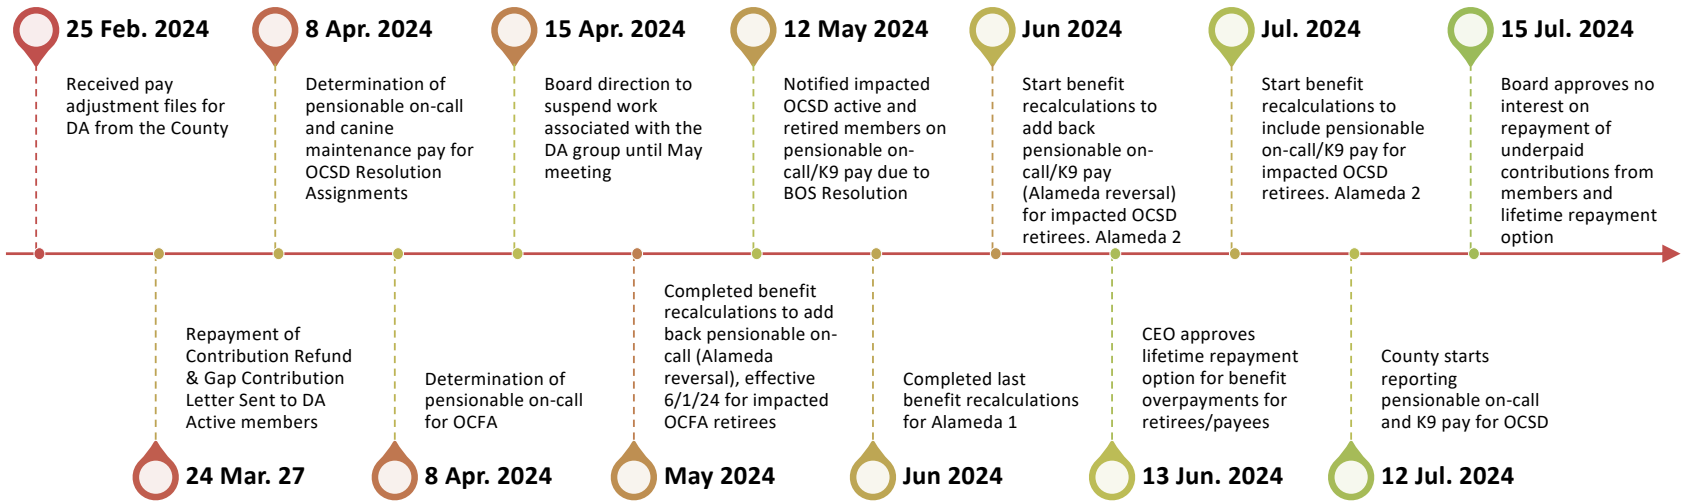 25 Feb. 2024
Received pay
adjustment files for
DA from the County
8 Apr. 2024
Determination of
pensionable on-call
and canine
maintenance pay for
OCSD Resolution
Assignments
15 Apr. 2024
Board direction to
suspend work
associated with the
DA group until May
meeting
12 May 2024
Notified impacted
OCSD active and
retired members on
pensionable on-
call/K9 pay due to
BOS Resolution
Jun 2024
Start benefit
recalculations to
add back
pensionable on-
call/K9 pay
(Alameda reversal)
for impacted OCSD
retirees. Alameda 2
Jul. 2024
Start benefit
recalculations to
include pensionable
on-call/K9 pay for
impacted OCSD
retirees. Alameda 2
15 Jul. 2024
Board approves no
interest on
repayment of
underpaid
contributions from
members and
lifetime repayment
option
Repayment of
Contribution Refund
& Gap Contribution
Letter Sent to DA
Active members
24 Mar. 27
Determination of
pensionable on-call
for OCFA
8 Apr. 2024
Completed benefit
recalculations to add
back pensionable on-
call (Alameda
reversal), effective
6/1/24 for impacted
OCFA retirees
May 2024
Completed last
benefit recalculations
for Alameda 1
Jun 2024
CEO approves
lifetime repayment
option for benefit
overpayments for
retirees/payees
13 Jun. 2024
County starts
reporting
pensionable on-call
and K9 pay for OCSD
12 Jul. 2024